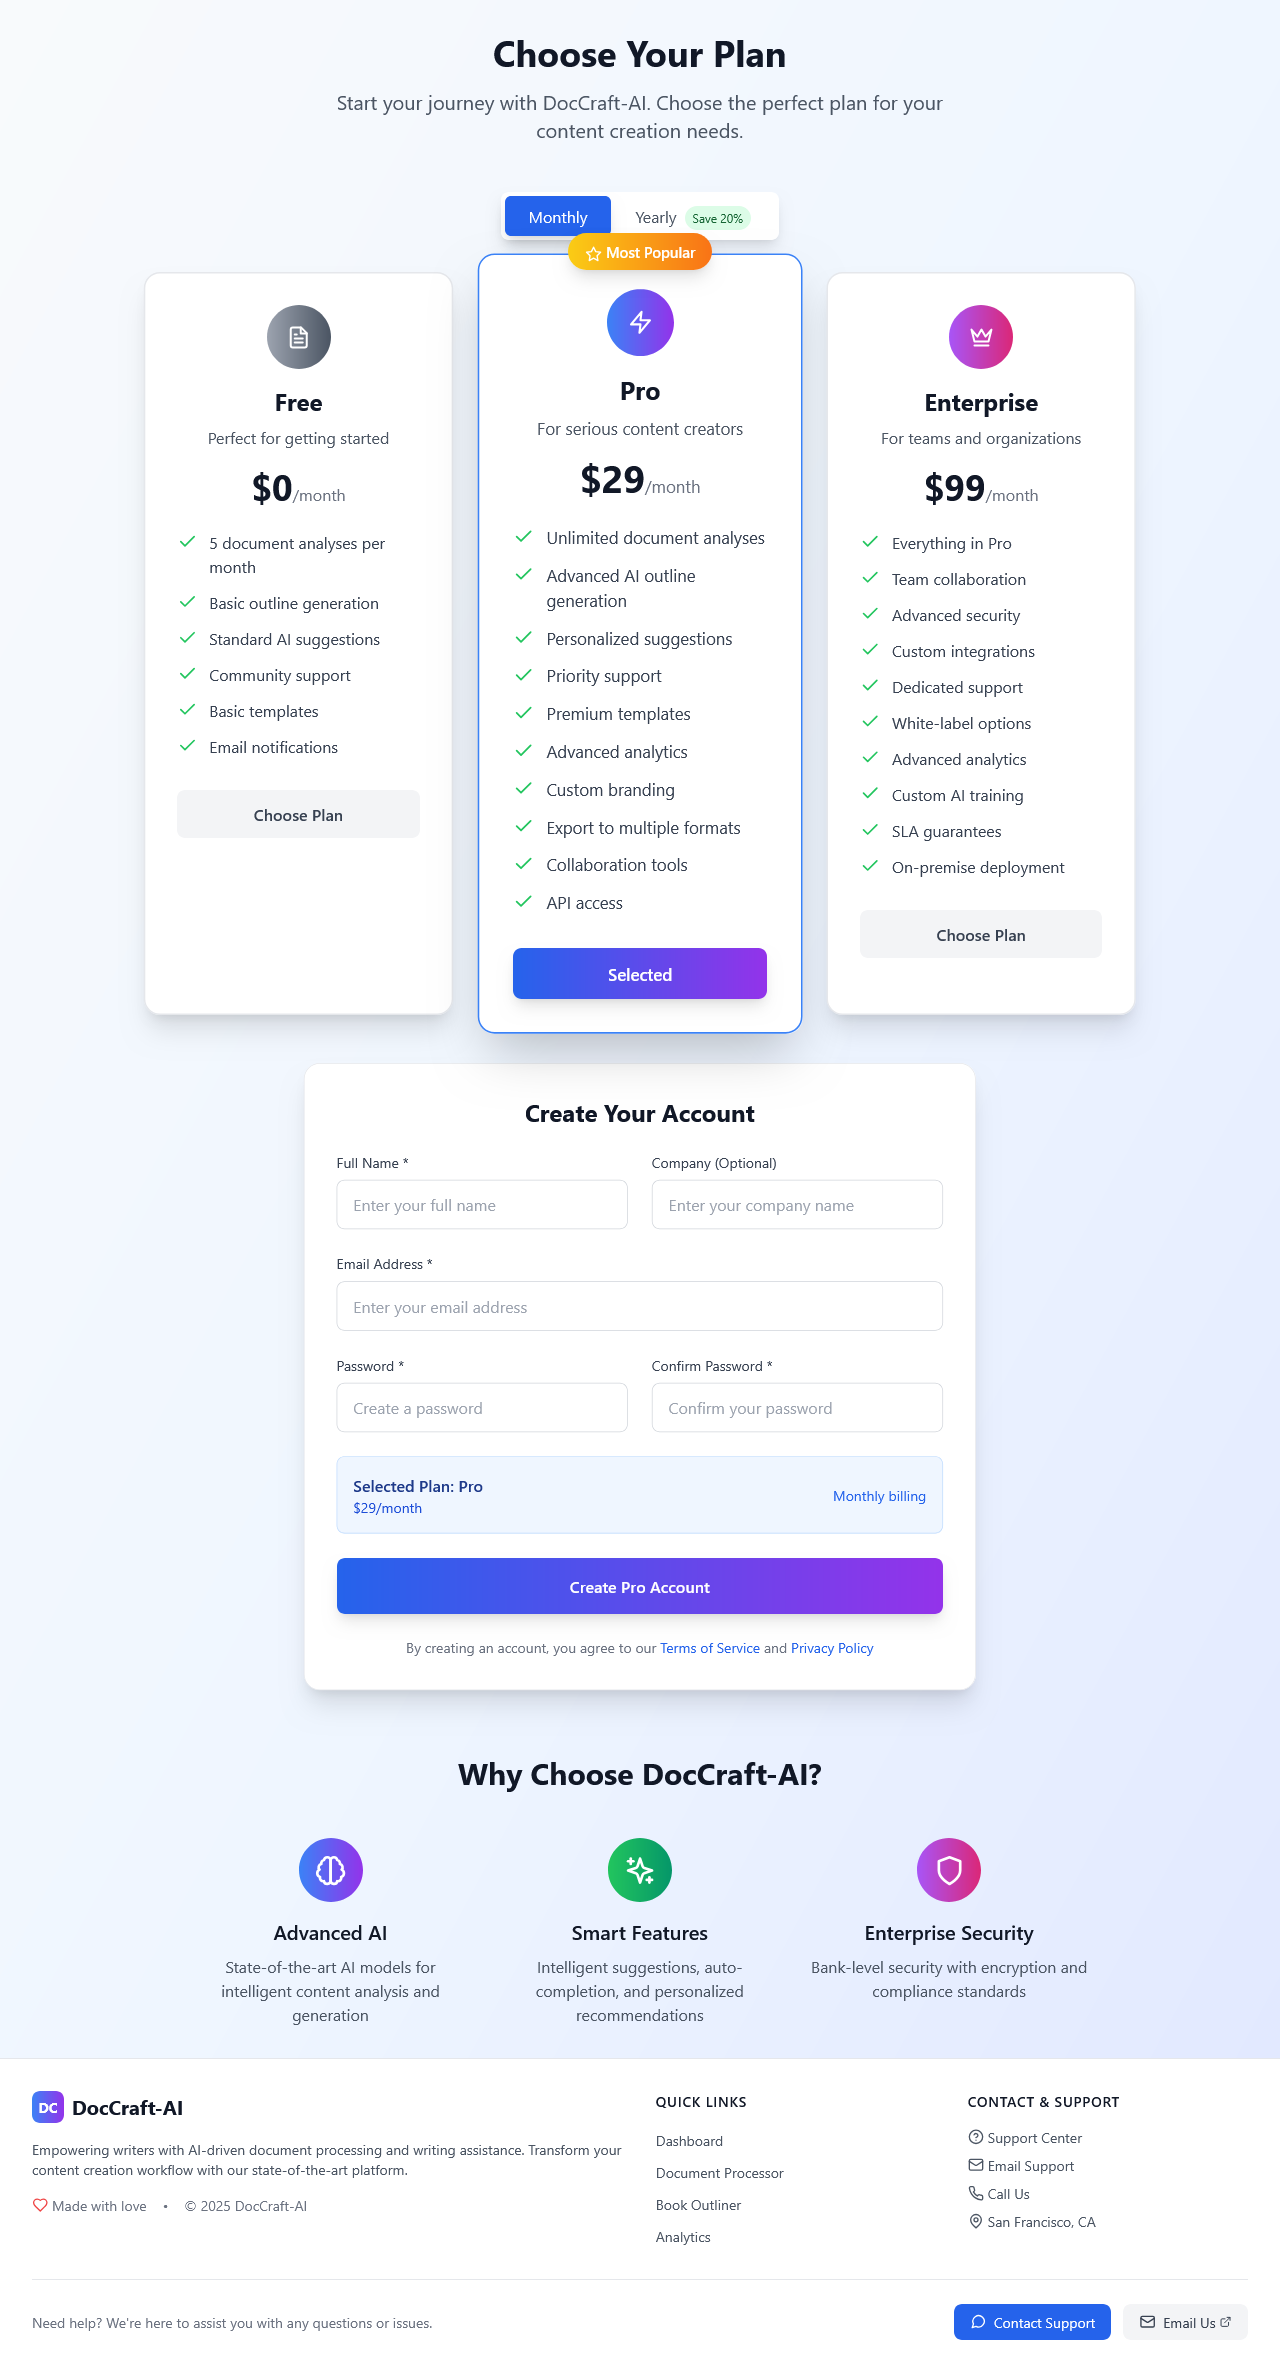 Choose Your Plan
Start your journey with DocCraft-AI. Choose the perfect plan for your
content creation needs.
Monthly
Yearly Save 20%
Most Popular
Free
Perfect for getting started
$0/month
5 document analyses per
month
Basic outline generation
Standard AI suggestions
Community support
Basic templates
Email notifications
Choose Plan
Pro
For serious content creators
$29/month
Unlimited document analyses
Advanced AI outline
generation
Personalized suggestions
Priority support
Premium templates
Advanced analytics
Custom branding
Export to multiple formats
Collaboration tools
API access
Selected
Enterprise
For teams and organizations
$99/month
Everything in Pro
Team collaboration
Advanced security
Custom integrations
Dedicated support
White-label options
Advanced analytics
Custom AI training
SLA guarantees
On-premise deployment
Choose Plan
Create Your Account
Full Name *
Enter your full name
Company (Optional)
Enter your company name
Email Address *
Enter your email address
Password *
Create a password
Confirm Password *
Confirm your password
Selected Plan: Pro
$29/month
Monthly billing
Create Pro Account
By creating an account, you agree to our Terms of Service and Privacy Policy
Why Choose DocCraft-AI?
Advanced AI
State-of-the-art AI models for
intelligent content analysis and
generation
Smart Features
Intelligent suggestions, auto-
completion, and personalized
recommendations
Enterprise Security
Bank-level security with encryption and
compliance standards
DC DocCraft-AI
Empowering writers with AI-driven document processing and writing assistance. Transform your
content creation workflow with our state-of-the-art platform.
Made with love • © 2025 DocCraft-AI
QUICK LINKS
Dashboard
Document Processor
Book Outliner
Analytics
CONTACT & SUPPORT
Support Center
Email Support
Call Us
San Francisco, CA
Need help? We're here to assist you with any questions or issues.
Contact Support
Email Us